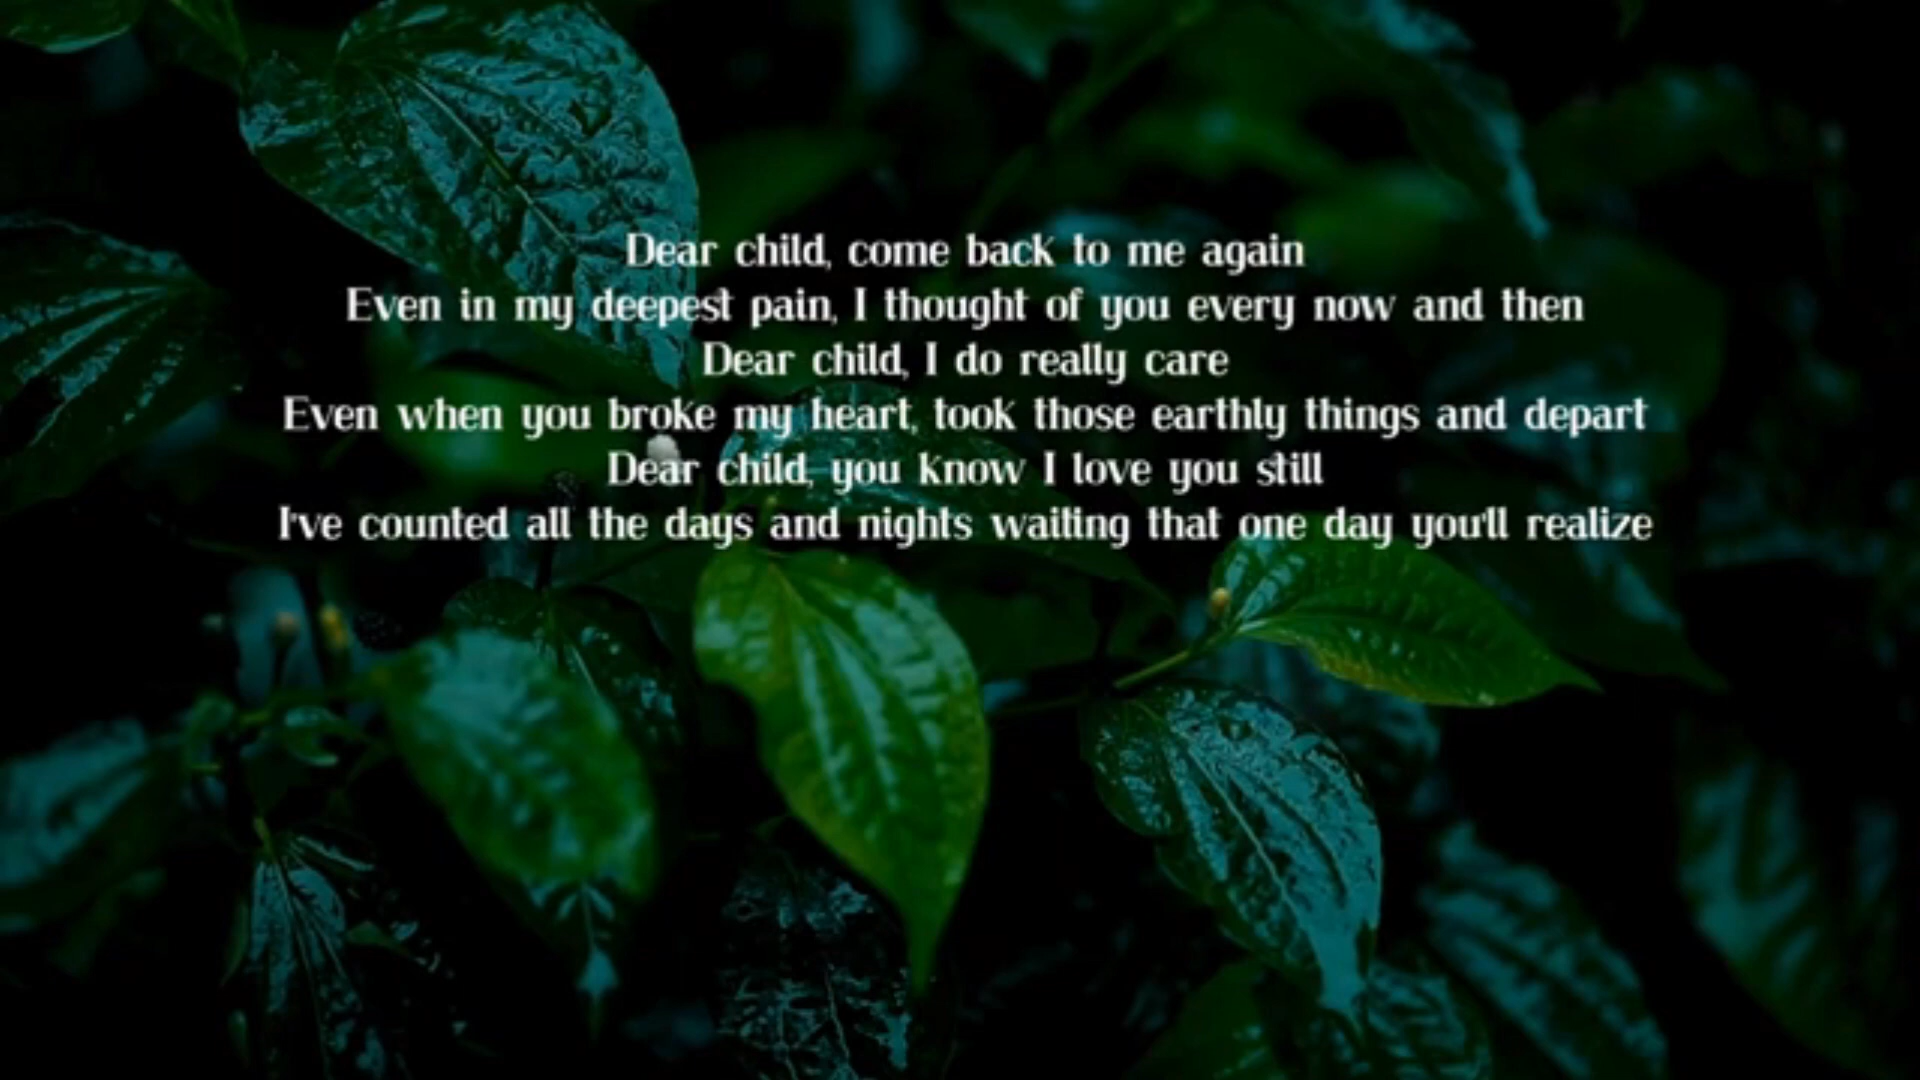 Dear child, come back to me again
Even in my deepest pain, I thought of you every now and then
Dear child, I do really care
Even when you broke my heart, took those earthly things and depart
Dear child, you know I love you still
I've counted all the days and nights waiting that one day you'll realize